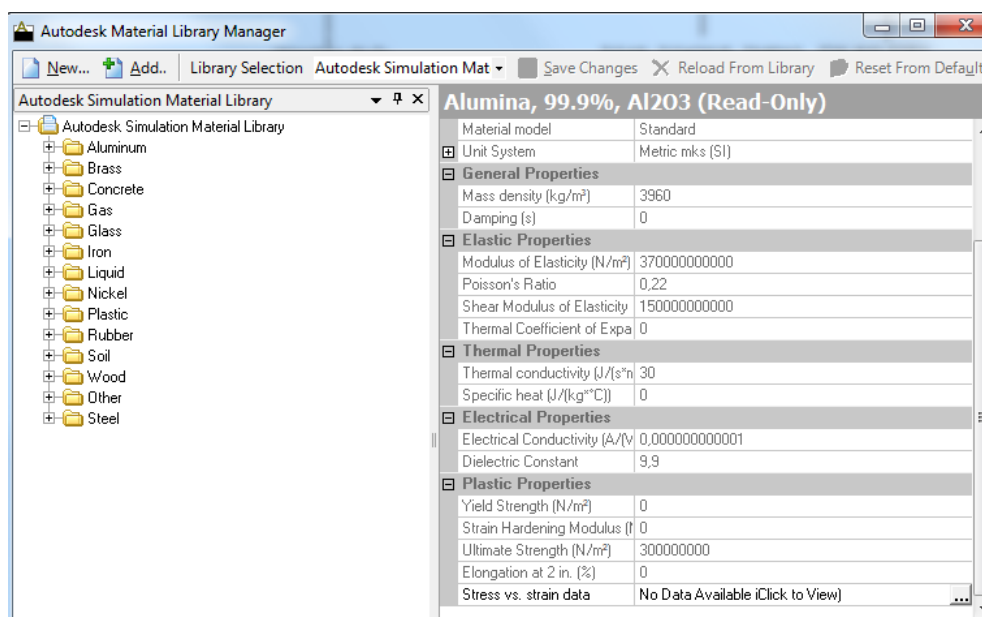 Autodesk Material Library Manager
New... Add.. Library Selection Autodesk Simulation Mat Save Changes Reload From Library Reset From Default
Autodesk Simulation Material Library
Autodesk Simulation Material Library
Aluminum
Brass
Concrete
Gas
Glass
Iron
Liquid
Nickel
Plastic
Rubber
Soil
Wood
Other
Steel
Alumina, 99.9%, Al2O3 (Read-Only)
Material model Standard
Unit System Metric mks (SI)
General Properties
Mass density (kg/m³) 3960
Damping (s) 0
Elastic Properties
Modulus of Elasticity (N/m²) 370000000000
Poisson's Ratio 0,22
Shear Modulus of Elasticity 150000000000
Thermal Coefficient of Expa 0
Thermal Properties
Thermal conductivity (J/(s*n 30
Specific heat (J/(kg*°C)) 0
Electrical Properties
Electrical Conductivity (A/(V 0,000000000001
Dielectric Constant 9,9
Plastic Properties
Yield Strength (N/m²) 0
Strain Hardening Modulus (N 0
Ultimate Strength (N/m²) 300000000
Elongation at 2 in. (%) 0
Stress vs. strain data No Data Available iClick to View) ...